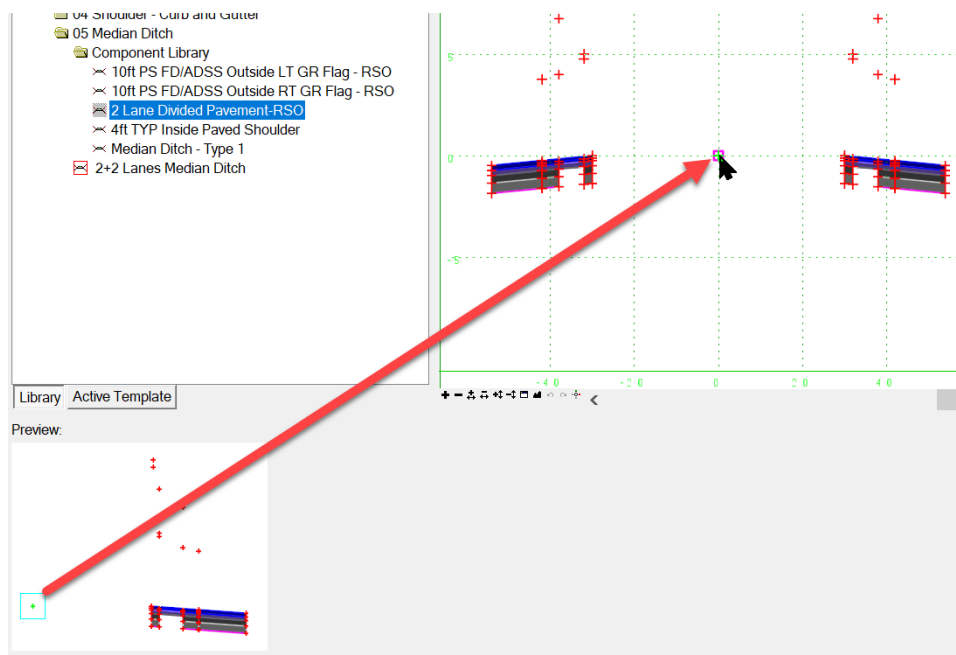 04 Shoulder - Curb and Gutter
05 Median Ditch
Component Library
10ft PS FD/ADSS Outside LT GR Flag - RSO
10ft PS FD/ADSS Outside RT GR Flag - RSO
2 Lane Divided Pavement-RSO
4ft TYP Inside Paved Shoulder
Median Ditch - Type 1
2+2 Lanes Median Ditch
5
0
-5
-40 -20 0 20 40
Library Active Template
Preview: